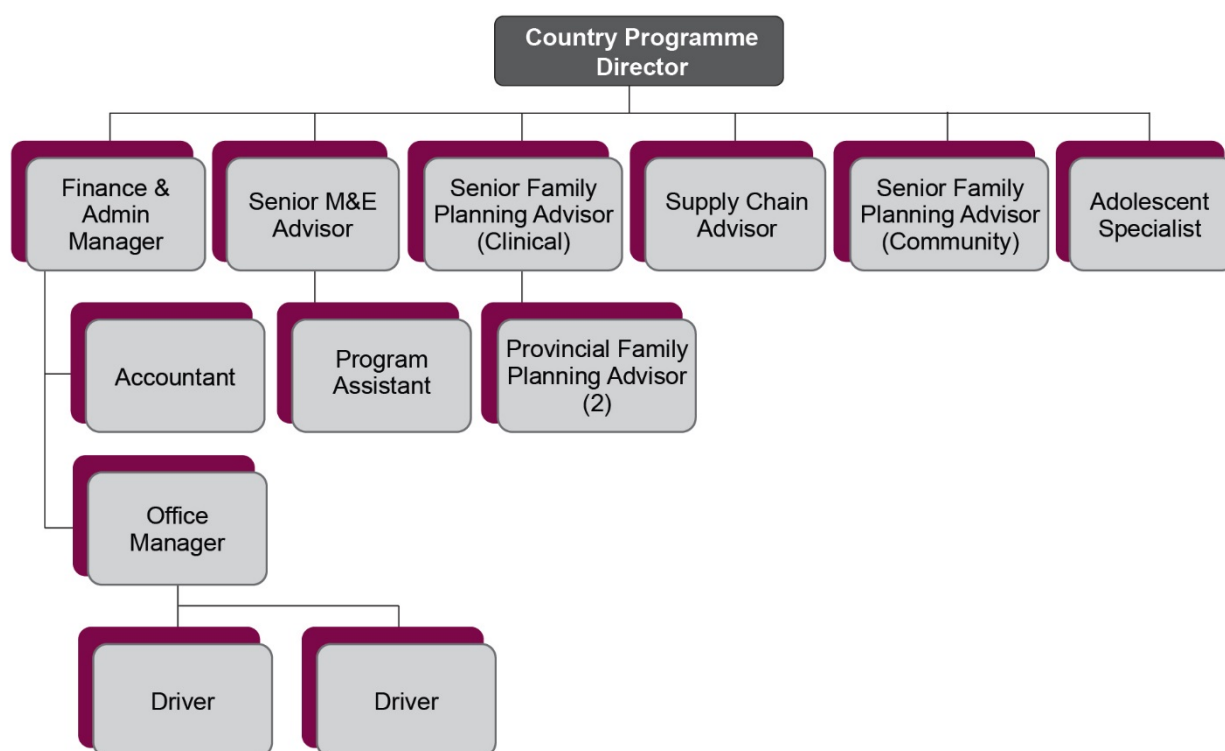 Country Programme
Director
Finance &
Admin
Manager
Senior M&E
Advisor
Senior Family
Planning Advisor
(Clinical)
Supply Chain
Advisor
Senior Family
Planning Advisor
(Community)
Adolescent
Specialist
Accountant
Program
Assistant
Provincial Family
Planning Advisor
(2)
Office
Manager
Driver
Driver